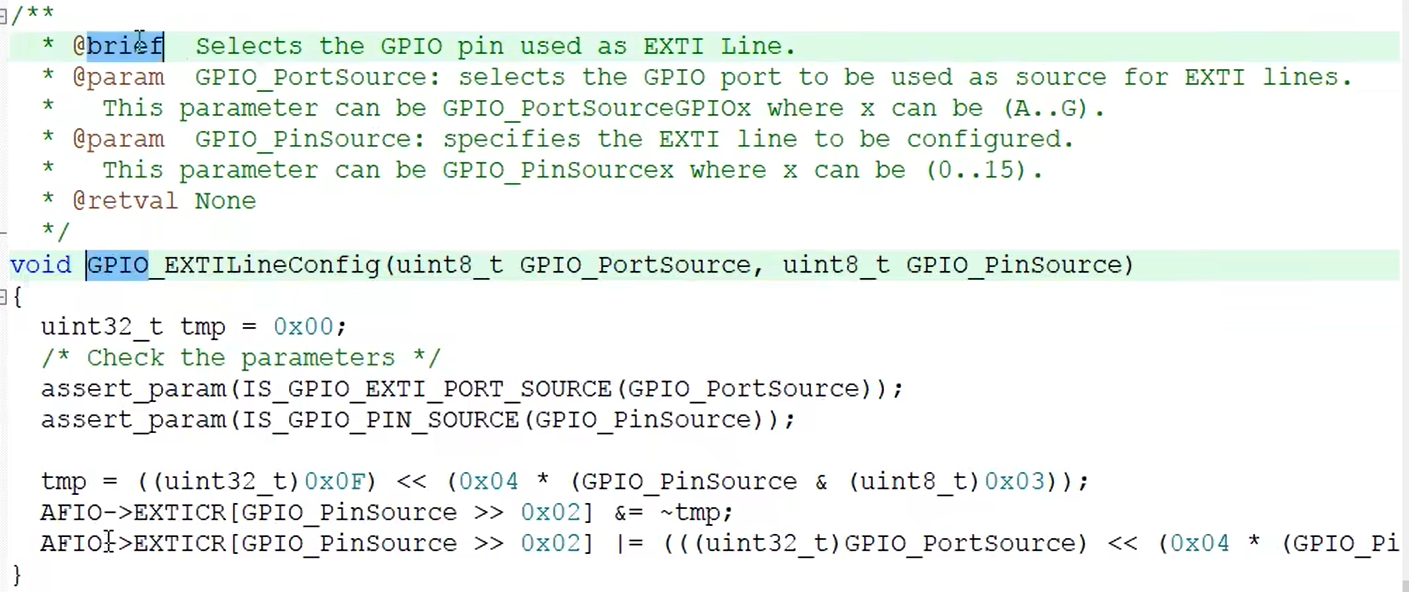 /**
  * @brief  Selects the GPIO pin used as EXTI Line.
  * @param  GPIO_PortSource: selects the GPIO port to be used as source for EXTI lines.
  *   This parameter can be GPIO_PortSourceGPIOx where x can be (A..G).
  * @param  GPIO_PinSource: specifies the EXTI line to be configured.
  *   This parameter can be GPIO_PinSourcex where x can be (0..15).
  * @retval None
  */
void GPIO_EXTILineConfig(uint8_t GPIO_PortSource, uint8_t GPIO_PinSource)
{
  uint32_t tmp = 0x00;
  /* Check the parameters */
  assert_param(IS_GPIO_EXTI_PORT_SOURCE(GPIO_PortSource));
  assert_param(IS_GPIO_PIN_SOURCE(GPIO_PinSource));

  tmp = ((uint32_t)0x0F) << (0x04 * (GPIO_PinSource & (uint8_t)0x03));
  AFIO->EXTICR[GPIO_PinSource >> 0x02] &= ~tmp;
  AFIO->EXTICR[GPIO_PinSource >> 0x02] |= (((uint32_t)GPIO_PortSource) << (0x04 * (GPIO_Pi
}